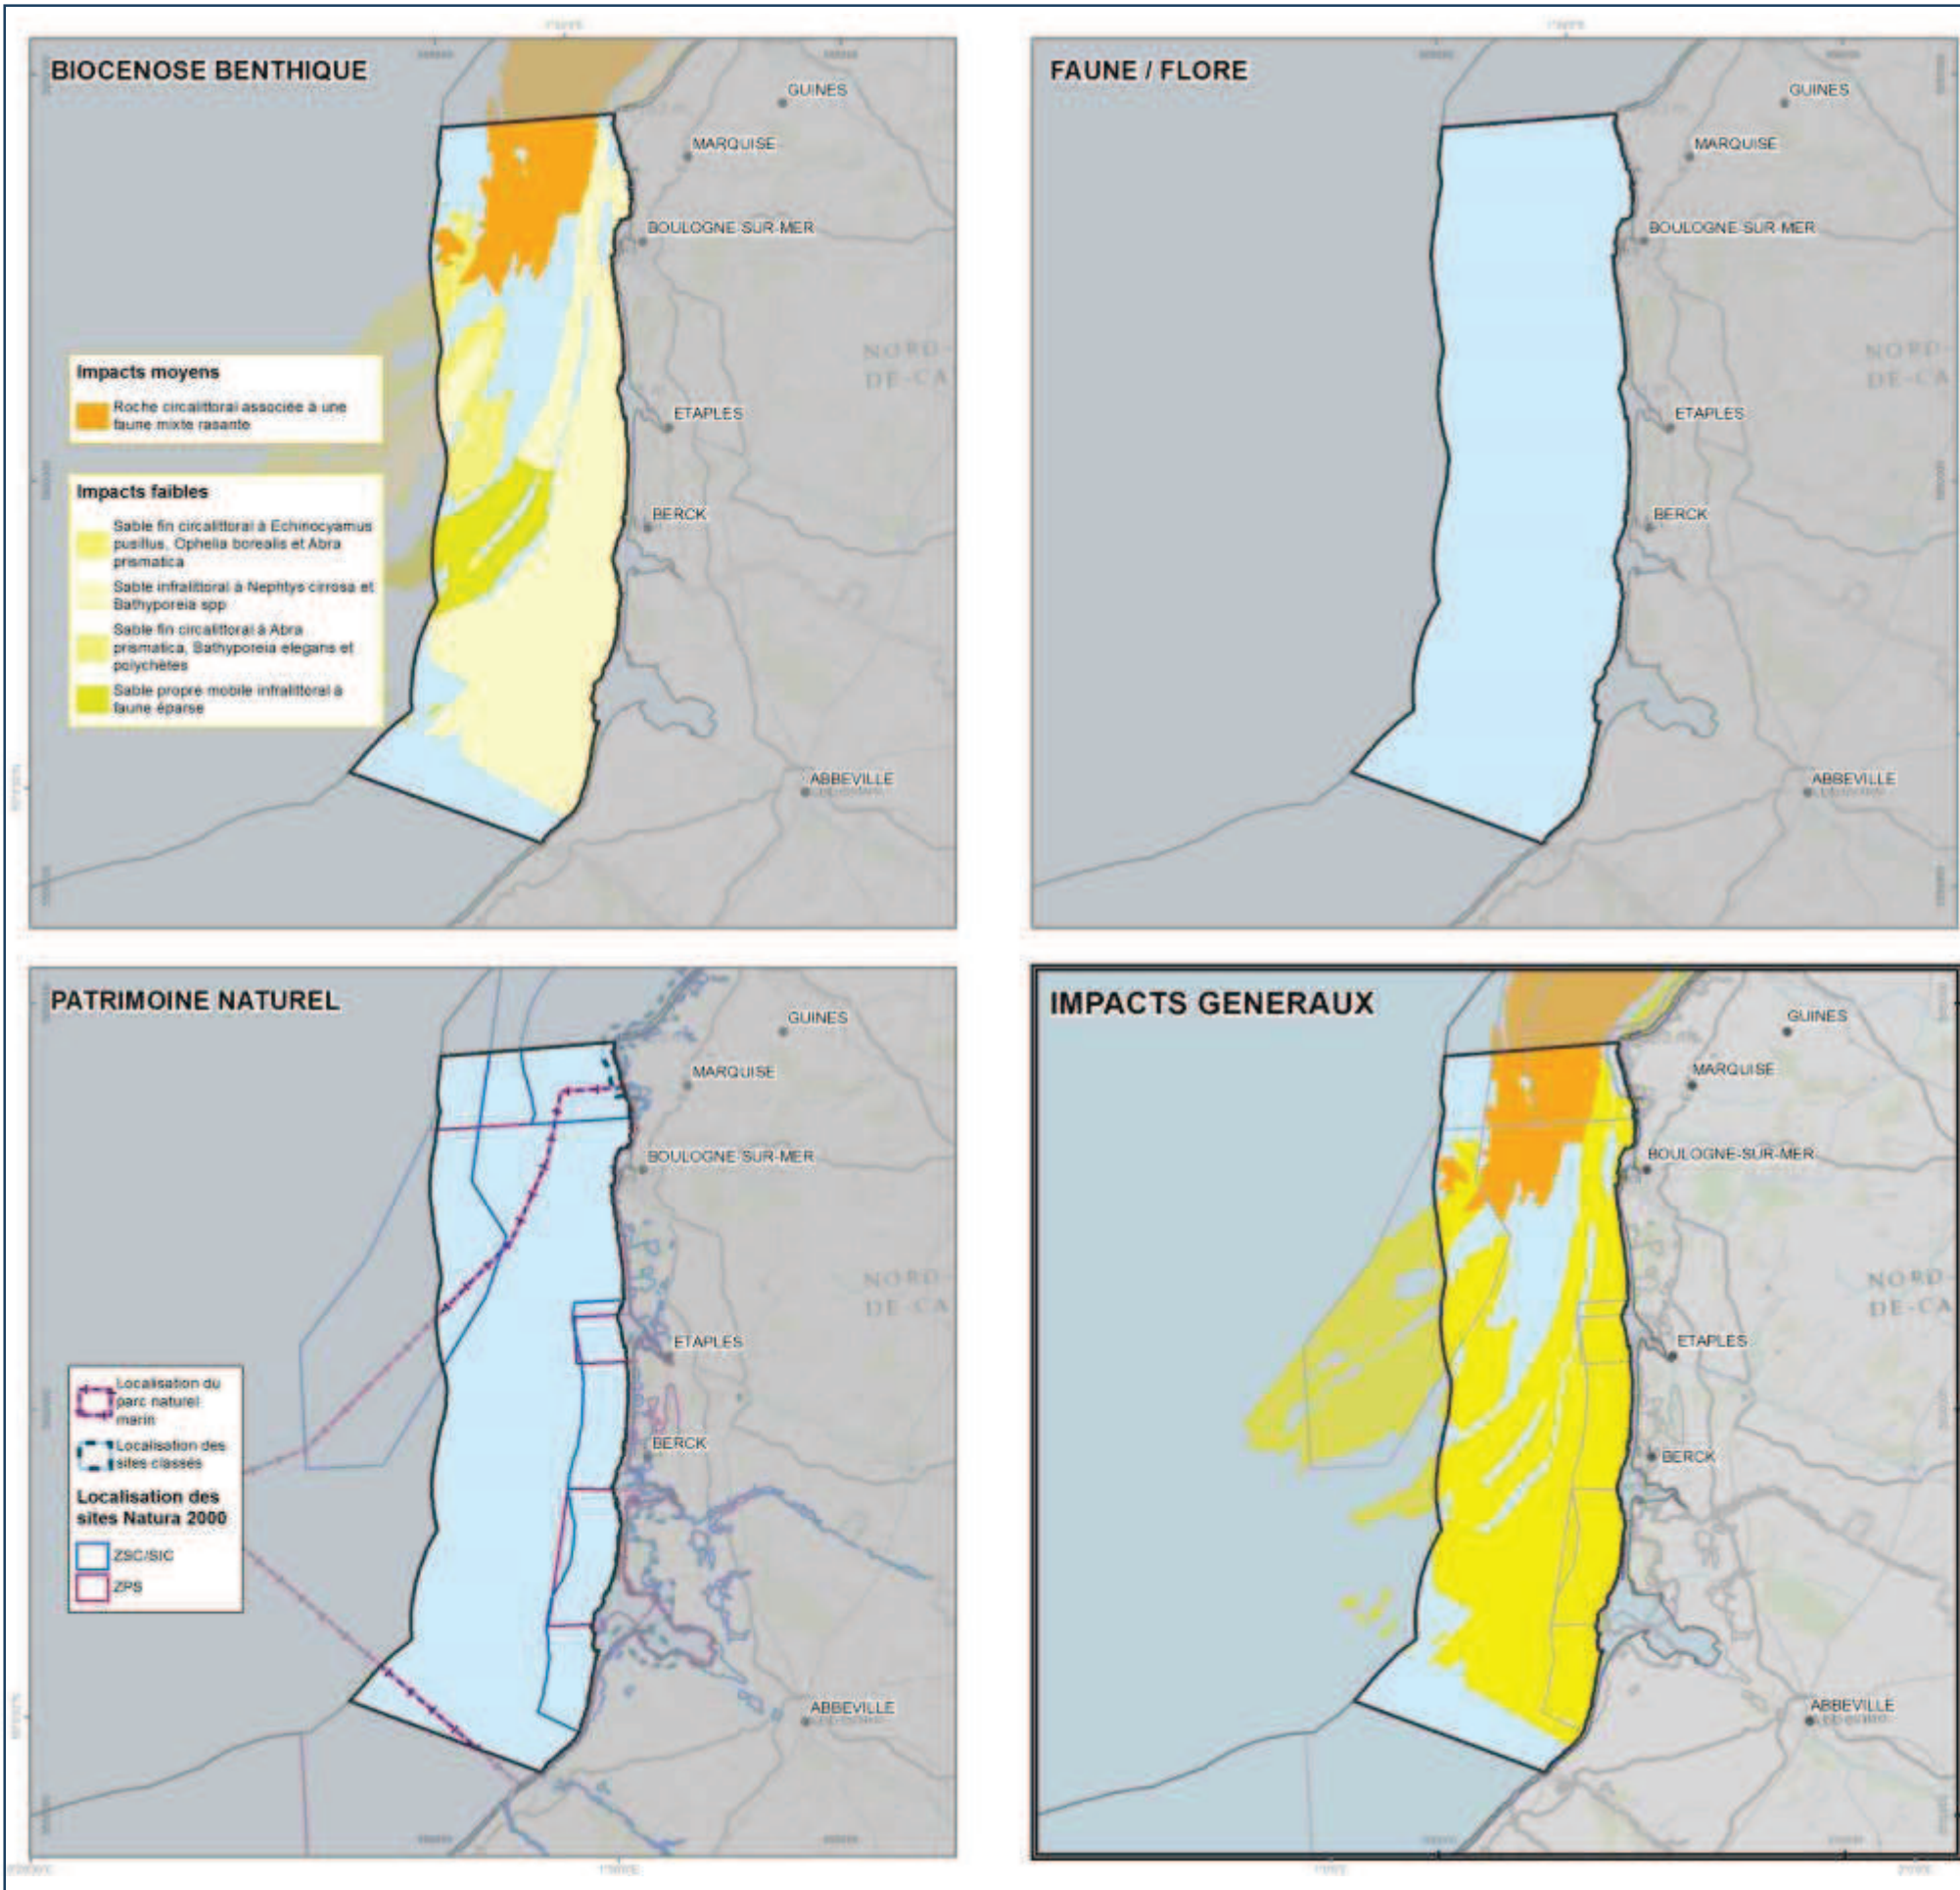 BIOCENOSE BENTHIQUE
GUINES
MARQUISE
BOULOGNE-SUR-MER
NORD-
DE-CA
ETAPLES
BERCK
ABBEVILLE
Impacts moyens
Roche circalittoral associée à une
faune mixte rasante
Impacts faibles
Sable fin circalittoral à Echinocyamus
pusillus, Ophelia borealis et Abra
prismatica
Sable infralittoral à Nephtys cirrosa et
Bathyporeia spp
Sable fin circalittoral à Abra
prismatica, Bathyporeia elegans et
polychètes
Sable propre mobile infralittoral à
faune éparse
FAUNE / FLORE
GUINES
MARQUISE
BOULOGNE-SUR-MER
NORD-
DE-CA
ETAPLES
BERCK
ABBEVILLE
PATRIMOINE NATUREL
GUINES
MARQUISE
BOULOGNE-SUR-MER
NORD-
DE-CA
ETAPLES
BERCK
ABBEVILLE
Localisation du
parc naturel
marin
Localisation des
sites classés
Localisation des
sites Natura 2000
ZSC/SIC
ZPS
IMPACTS GENERAUX
GUINES
MARQUISE
BOULOGNE-SUR-MER
NORD-
DE-CA
ETAPLES
BERCK
ABBEVILLE